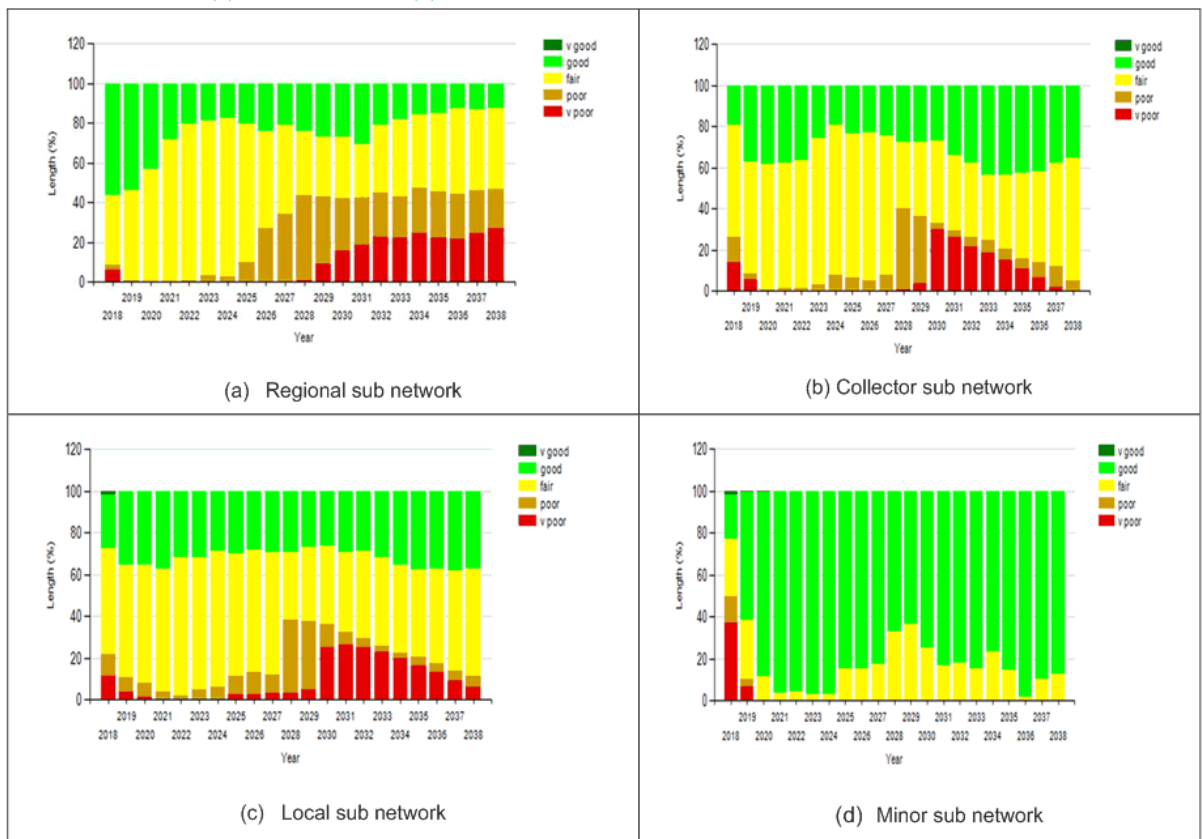 120
100
80
60
40
20
0
Length (%)
v good
good
fair
poor
v poor
2019 2021 2023 2025 2027 2029 2031 2033 2035 2037
2018 2020 2022 2024 2026 2028 2030 2032 2034 2036 2038
Year
(a) Regional sub network
120
100
80
60
40
20
0
Length (%)
v good
good
fair
poor
v poor
2019 2021 2023 2025 2027 2029 2031 2033 2035 2037
2018 2020 2022 2024 2026 2028 2030 2032 2034 2036 2038
Year
(b) Collector sub network
120
100
80
60
40
20
0
Length (%)
v good
good
fair
poor
v poor
2019 2021 2023 2025 2027 2029 2031 2033 2035 2037
2018 2020 2022 2024 2026 2028 2030 2032 2034 2036 2038
Year
(c) Local sub network
120
100
80
60
40
20
0
Length (%)
v good
good
fair
poor
v poor
2019 2021 2023 2025 2027 2029 2031 2033 2035 2037
2018 2020 2022 2024 2026 2028 2030 2032 2034 2036 2038
Year
(d) Minor sub network